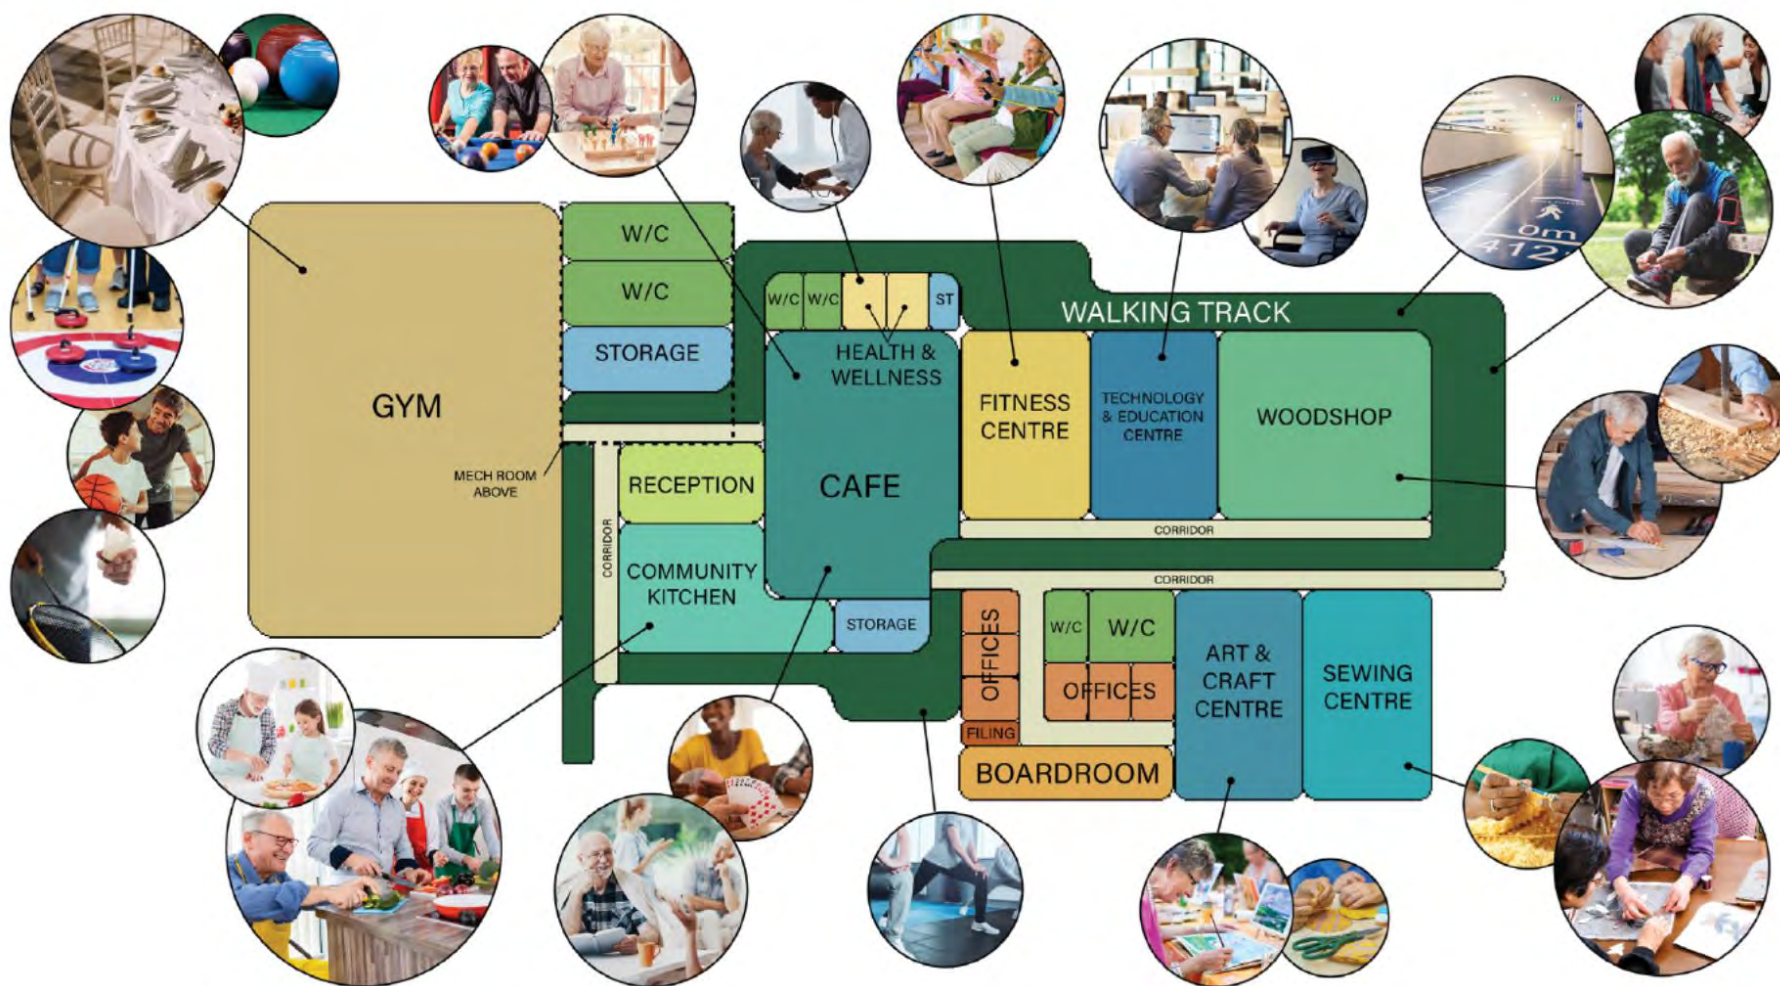 W/C
W/C
STORAGE
W/C
W/C
ST
WALKING TRACK
0m
412
HEALTH &
WELLNESS
GYM
FITNESS
CENTRE
TECHNOLOGY
& EDUCATION
CENTRE
WOODSHOP
MECH ROOM
ABOVE
RECEPTION
CAFE
CORRIDOR
CORRIDOR
COMMUNITY
KITCHEN
CORRIDOR
STORAGE
OFFICES
W/C
W/C
OFFICES
FILING
BOARDROOM
ART &
CRAFT
CENTRE
SEWING
CENTRE